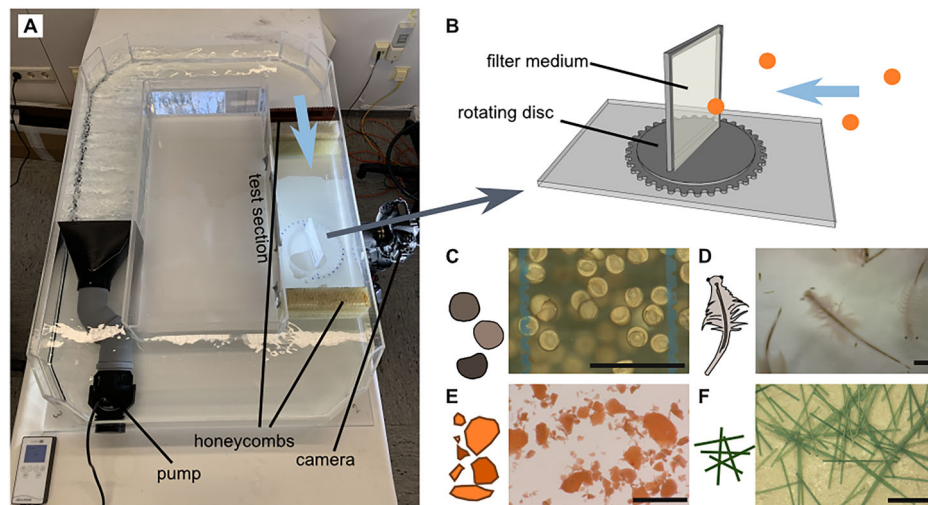 A
test section
honeycombs
pump
camera
B
filter medium
rotating disc
C
D
E
F